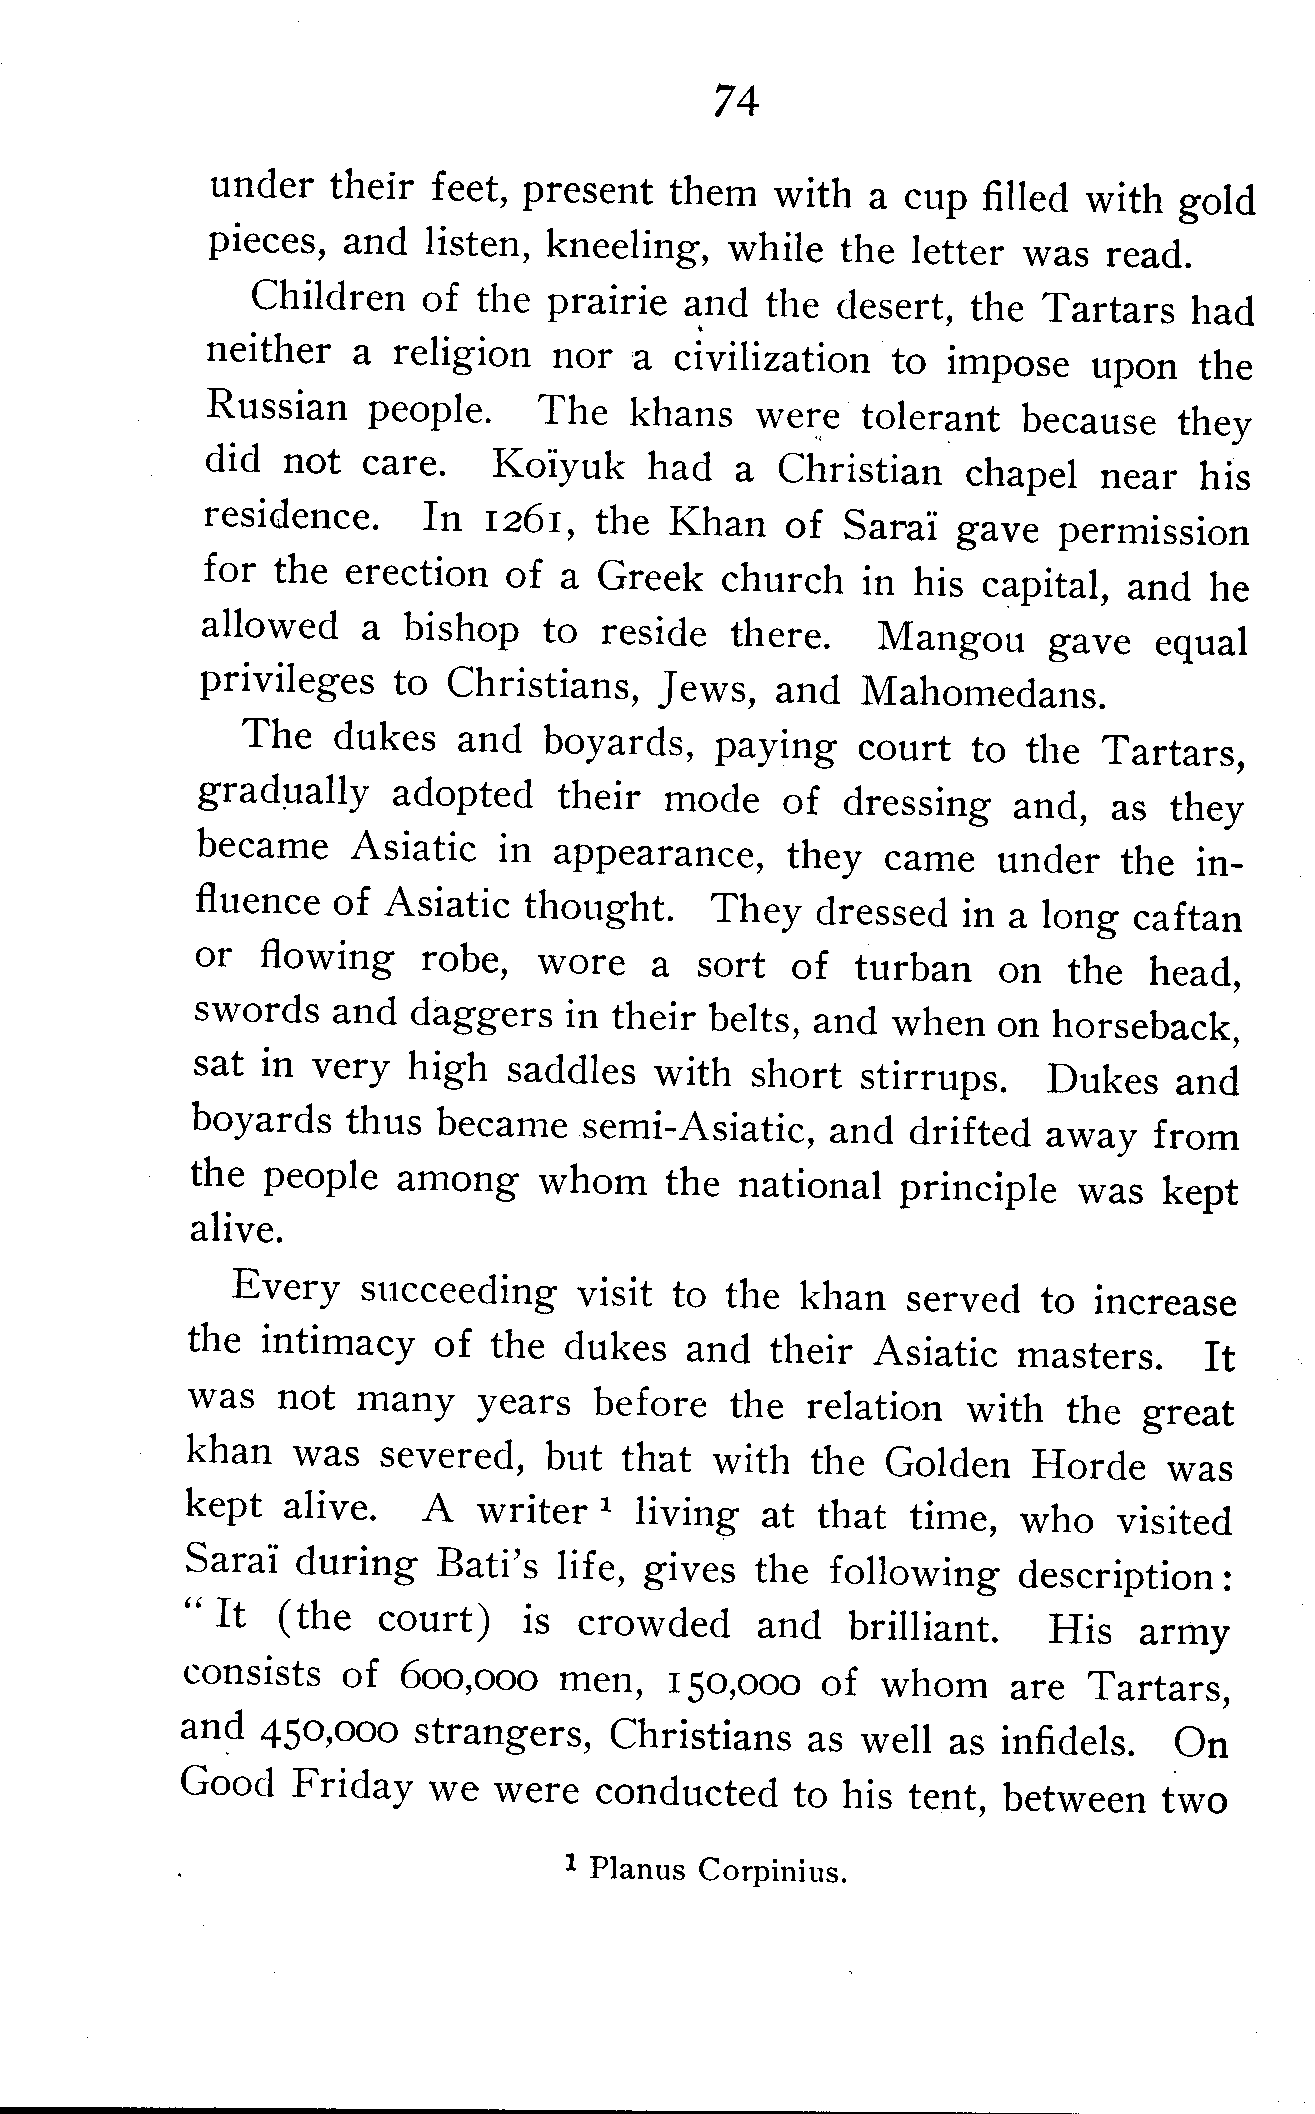 74
under their feet, present them with a cup filled with gold
pieces, and listen, kneeling, while the letter was read.
Children of the prairie and the desert, the Tartars had
neither a religion nor a civilization to impose upon the
Russian people. The khans were tolerant because they
did not care. Koïyuk had a Christian chapel near his
residence. In 1261, the Khan of Saraï gave permission
for the erection of a Greek church in his capital, and he
allowed a bishop to reside there. Mangou gave equal
privileges to Christians, Jews, and Mahomedans.
The dukes and boyards, paying court to the Tartars,
gradually adopted their mode of dressing and, as they
became Asiatic in appearance, they came under the in-
fluence of Asiatic thought. They dressed in a long caftan
or flowing robe, wore a sort of turban on the head,
swords and daggers in their belts, and when on horseback,
sat in very high saddles with short stirrups. Dukes and
boyards thus became semi-Asiatic, and drifted away from
the people among whom the national principle was kept
alive.
Every succeeding visit to the khan served to increase
the intimacy of the dukes and their Asiatic masters. It
was not many years before the relation with the great
khan was severed, but that with the Golden Horde was
kept alive. A writer ¹ living at that time, who visited
Saraï during Bati's life, gives the following description:
“ It (the court) is crowded and brilliant. His army
consists of 600,000 men, 150,000 of whom are Tartars,
and 450,000 strangers, Christians as well as infidels. On
Good Friday we were conducted to his tent, between two
¹ Planus Corpinius.